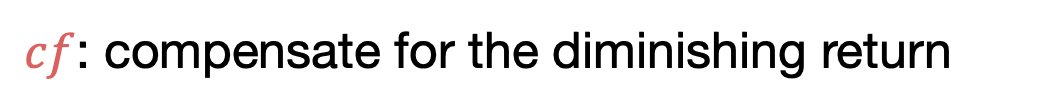 cf: compensate for the diminishing return